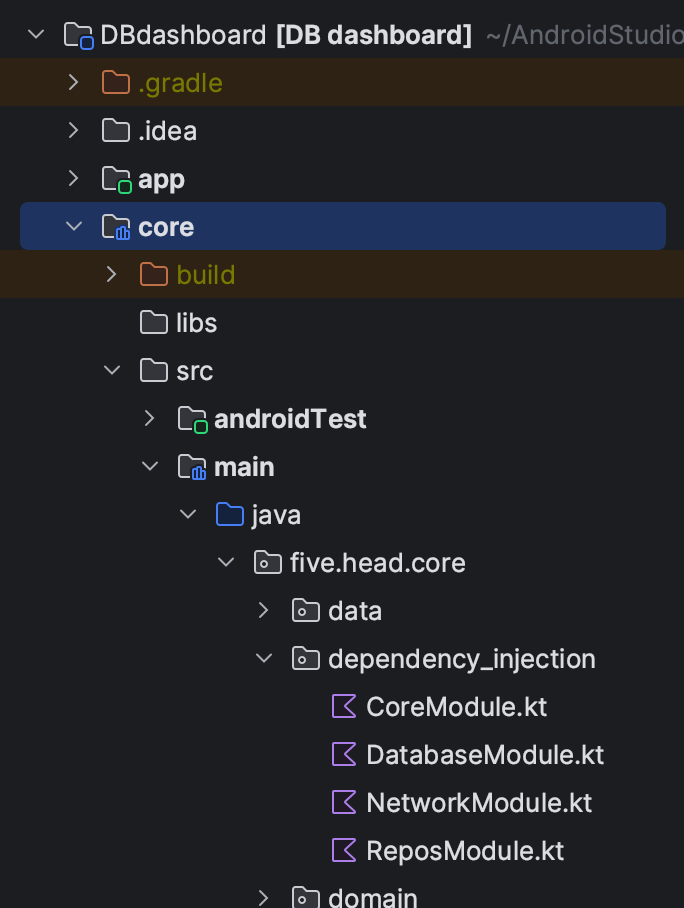 DBdashboard [DB dashboard] ~/AndroidStudio
.gradle
.idea
app
core
build
libs
src
androidTest
main
java
five.head.core
data
dependency_injection
CoreModule.kt
DatabaseModule.kt
NetworkModule.kt
ReposModule.kt
domain